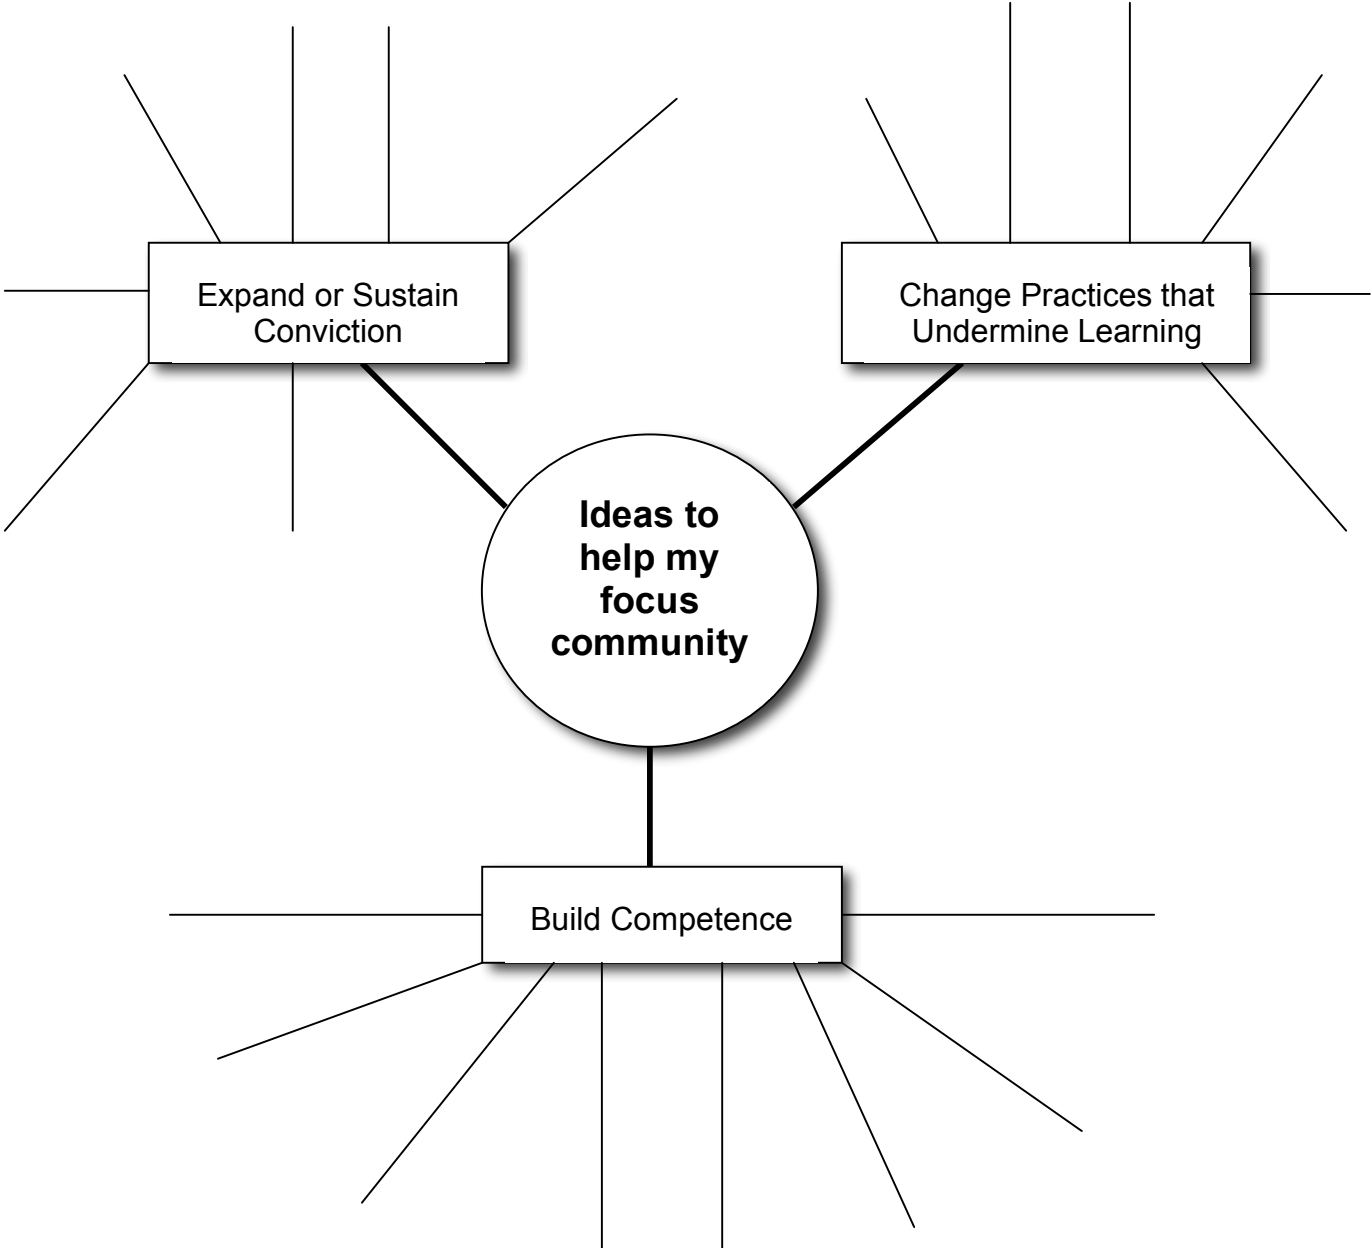 Expand or Sustain
Conviction
Change Practices that
Undermine Learning
Ideas to
help my
focus
community
Build Competence